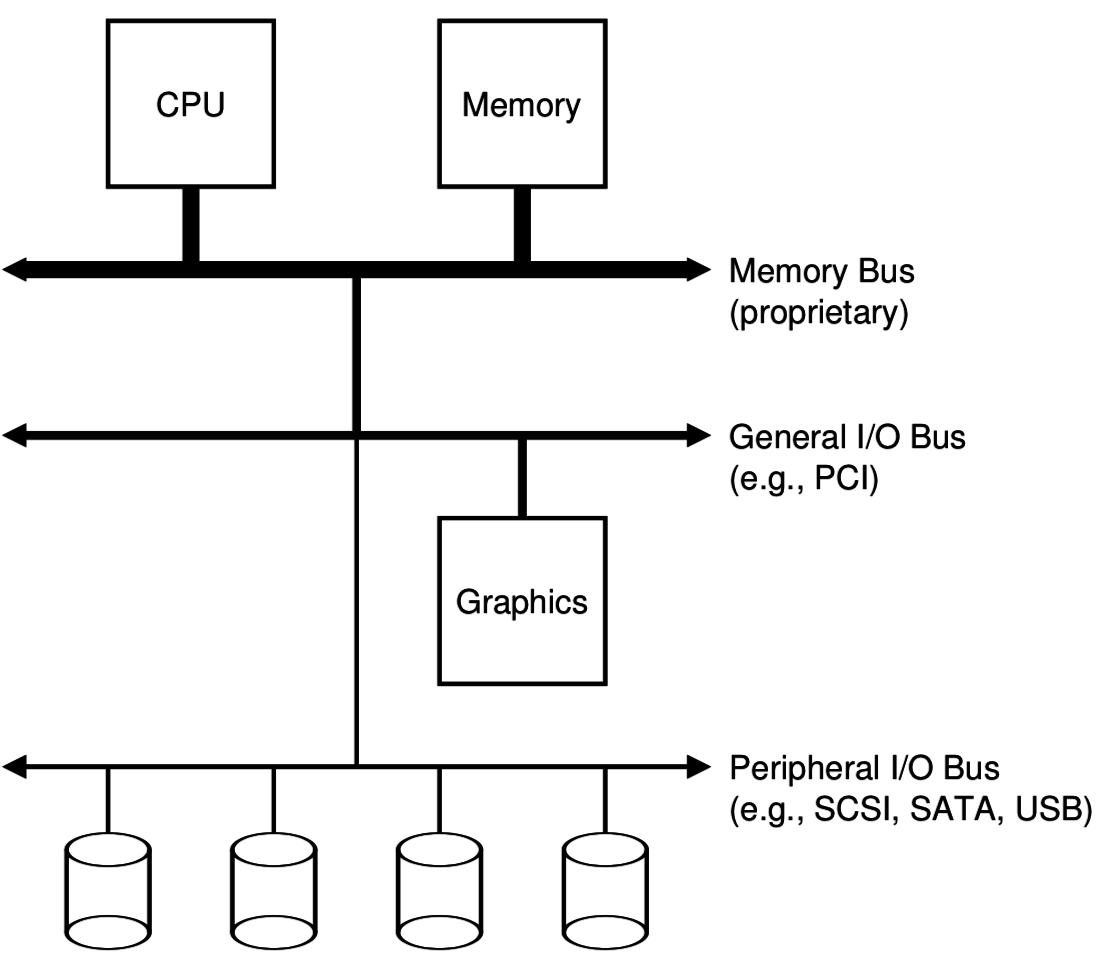 CPU
Memory
Memory Bus
(proprietary)
General I/O Bus
(e.g., PCI)
Graphics
Peripheral I/O Bus
(e.g., SCSI, SATA, USB)